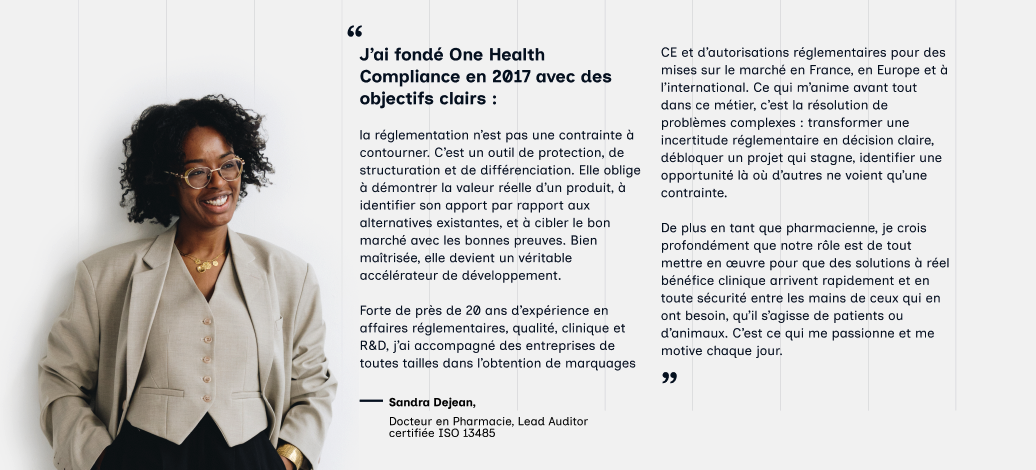 “
J’ai fondé One Health
Compliance en 2017 avec des
objectifs clairs :
la réglementation n’est pas une contrainte à
contourner. C’est un outil de protection, de
structuration et de différenciation. Elle oblige
à démontrer la valeur réelle d’un produit, à
identifier son apport par rapport aux
alternatives existantes, et à cibler le bon
marché avec les bonnes preuves. Bien
maîtrisée, elle devient un véritable
accélérateur de développement.
Forte de près de 20 ans d’expérience en
affaires réglementaires, qualité, clinique et
R&D, j’ai accompagné des entreprises de
toutes tailles dans l’obtention de marquages
CE et d’autorisations réglementaires pour des
mises sur le marché en France, en Europe et à
l’international. Ce qui m’anime avant tout
dans ce métier, c’est la résolution de
problèmes complexes : transformer une
incertitude réglementaire en décision claire,
débloquer un projet qui stagne, identifier une
opportunité là où d’autres ne voient qu’une
contrainte.
De plus en tant que pharmacienne, je crois
profondément que notre rôle est de tout
mettre en œuvre pour que des solutions à réel
bénéfice clinique arrivent rapidement et en
toute sécurité entre les mains de ceux qui en
ont besoin, qu’il s’agisse de patients ou
d’animaux. C’est ce qui me passionne et me
motive chaque jour.
”
Sandra Dejean,
Docteur en Pharmacie, Lead Auditor
certifiée ISO 13485